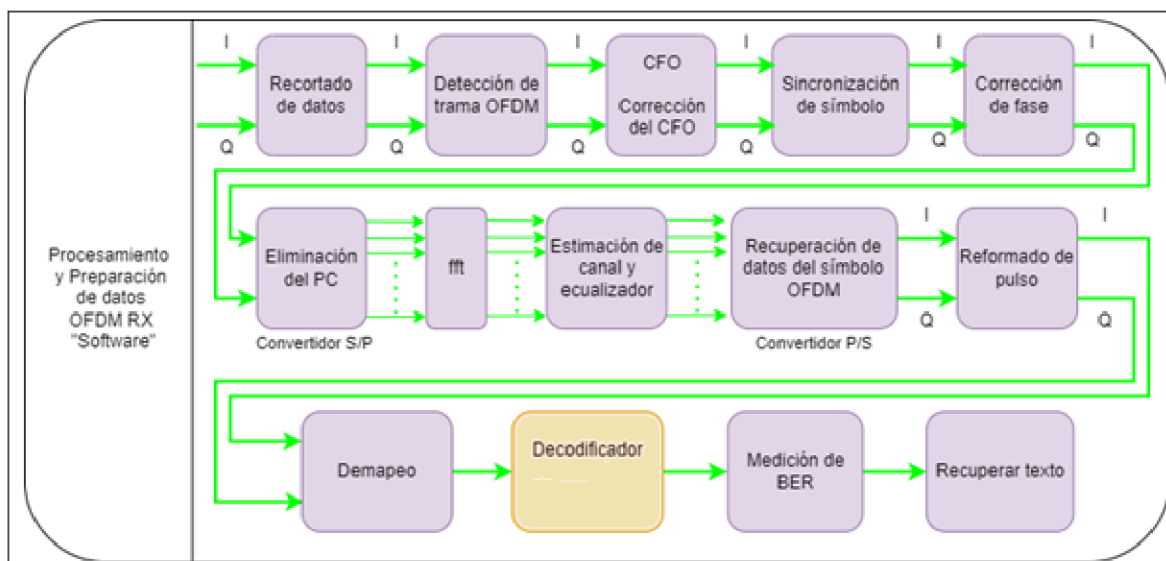 I
I
I
I
I
I
Recortado
de datos
Detección de
trama OFDM
CFO
Corrección
del CFO
Sincronización
de símbolo
Corrección
de fase
Q
Q
Q
Q
Q
Q
Procesamiento
y Preparación
de datos
OFDM RX
"Software"
Eliminación
del PC
fft
Estimación de
canal y
ecualizador
Recuperación de
datos del símbolo
OFDM
I
Reformado de
pulso
I
Q
Q
Convertidor S/P
Convertidor P/S
Demapeo
Decodificador
Medición de
BER
Recuperar texto